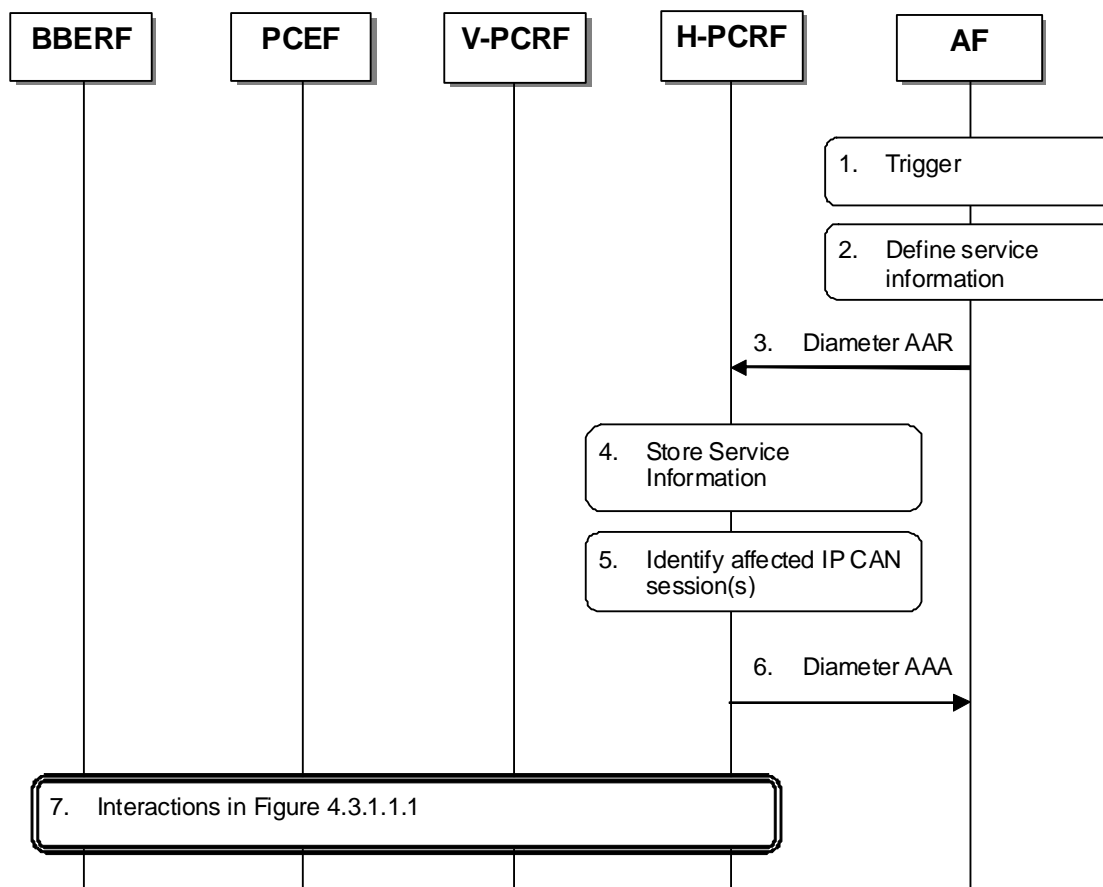 BBERF PCEF V-PCRF H-PCRF AF
1. Trigger
2. Define service
information
3. Diameter AAR
4. Store Service
Information
5. Identify affected IP CAN
session(s)
6. Diameter AAA
7. Interactions in Figure 4.3.1.1.1